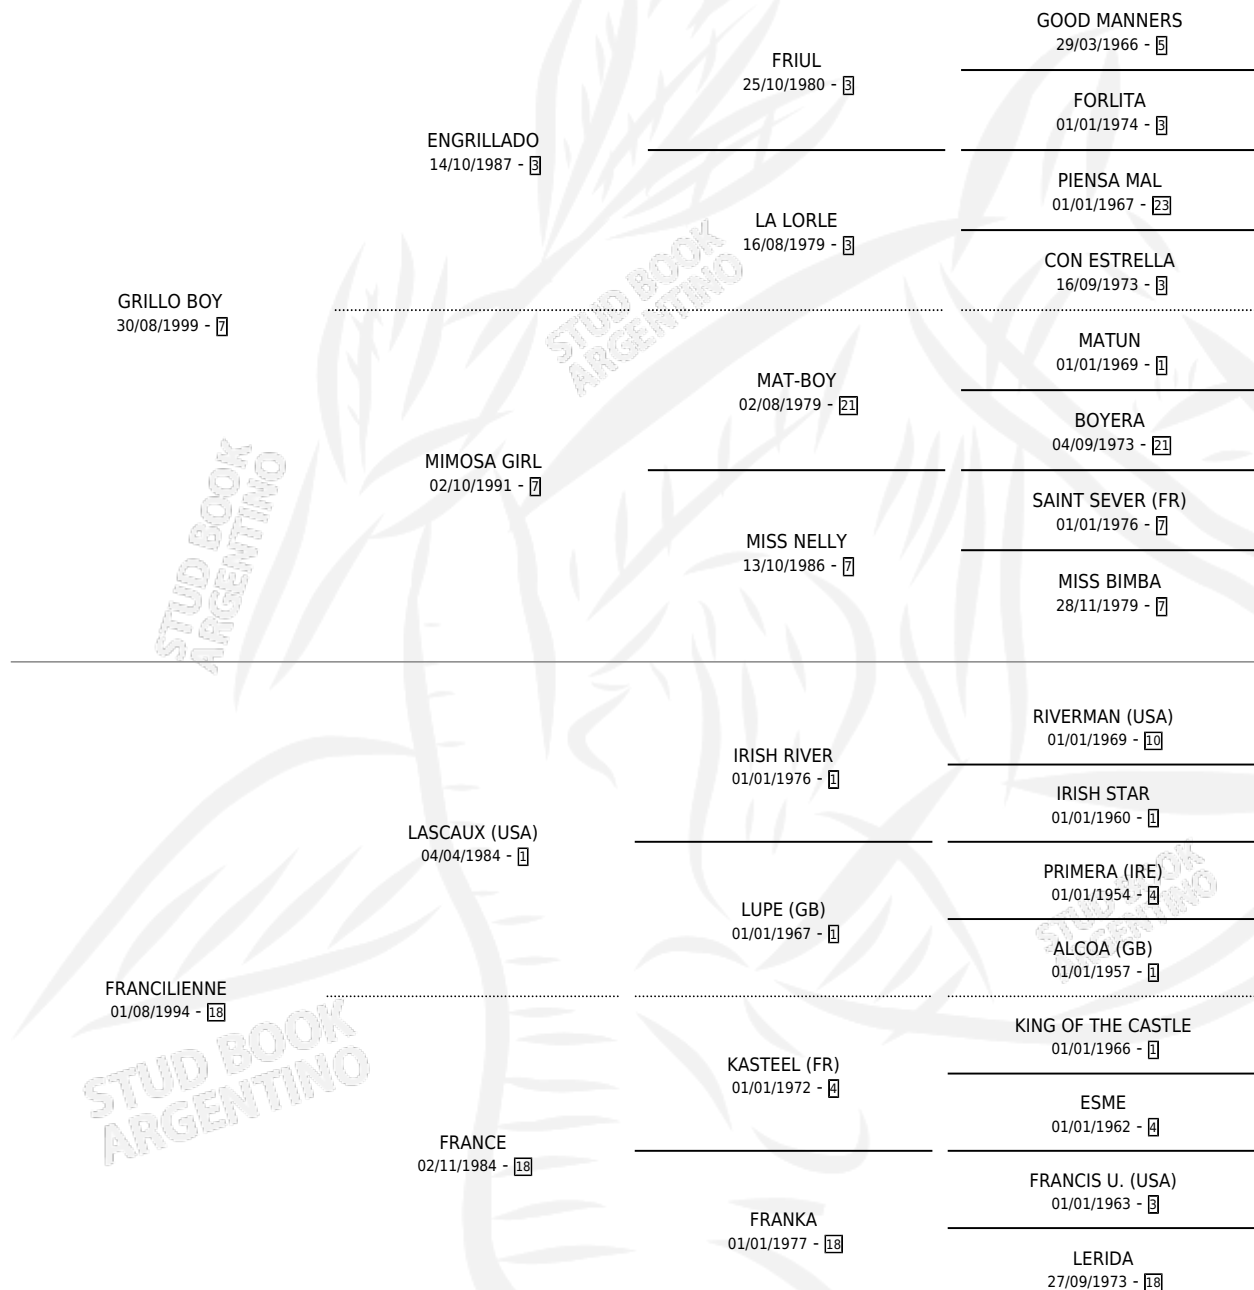 GOOD MANNERS
29/03/1966 - 5
FRIUL
25/10/1980 - 3
FORLITA
01/01/1974 - 3
ENGRILLADO
14/10/1987 - 3
PIENSA MAL
01/01/1967 - 23
LA LORLE
16/08/1979 - 3
CON ESTRELLA
16/09/1973 - 3
STUD BOOK
ARGENTINO
GRILLO BOY
30/08/1999 - 7
MATUN
01/01/1969 - 1
MAT-BOY
02/08/1979 - 21
BOYERA
04/09/1973 - 21
MIMOSA GIRL
02/10/1991 - 7
SAINT SEVER (FR)
01/01/1976 - 7
MISS NELLY
13/10/1986 - 7
MISS BIMBA
28/11/1979 - 7
STUD BOOK
ARGENTINO
RIVERMAN (USA)
01/01/1969 - 10
IRISH RIVER
01/01/1976 - 1
IRISH STAR
01/01/1960 - 1
LASCAUX (USA)
04/04/1984 - 1
PRIMERA (IRE)
01/01/1954 - 4
LUPE (GB)
01/01/1967 - 1
STUD BOOK
ARGENTINO
ALCOA (GB)
01/01/1957 - 1
FRANCILIENNE
01/08/1994 - 18
KING OF THE CASTLE
01/01/1966 - 1
KASTEEL (FR)
01/01/1972 - 4
STUD BOOK
ARGENTINO
ESME
01/01/1962 - 4
FRANCE
02/11/1984 - 18
FRANCIS U. (USA)
01/01/1963 - 3
FRANKA
01/01/1977 - 18
LERIDA
27/09/1973 - 18